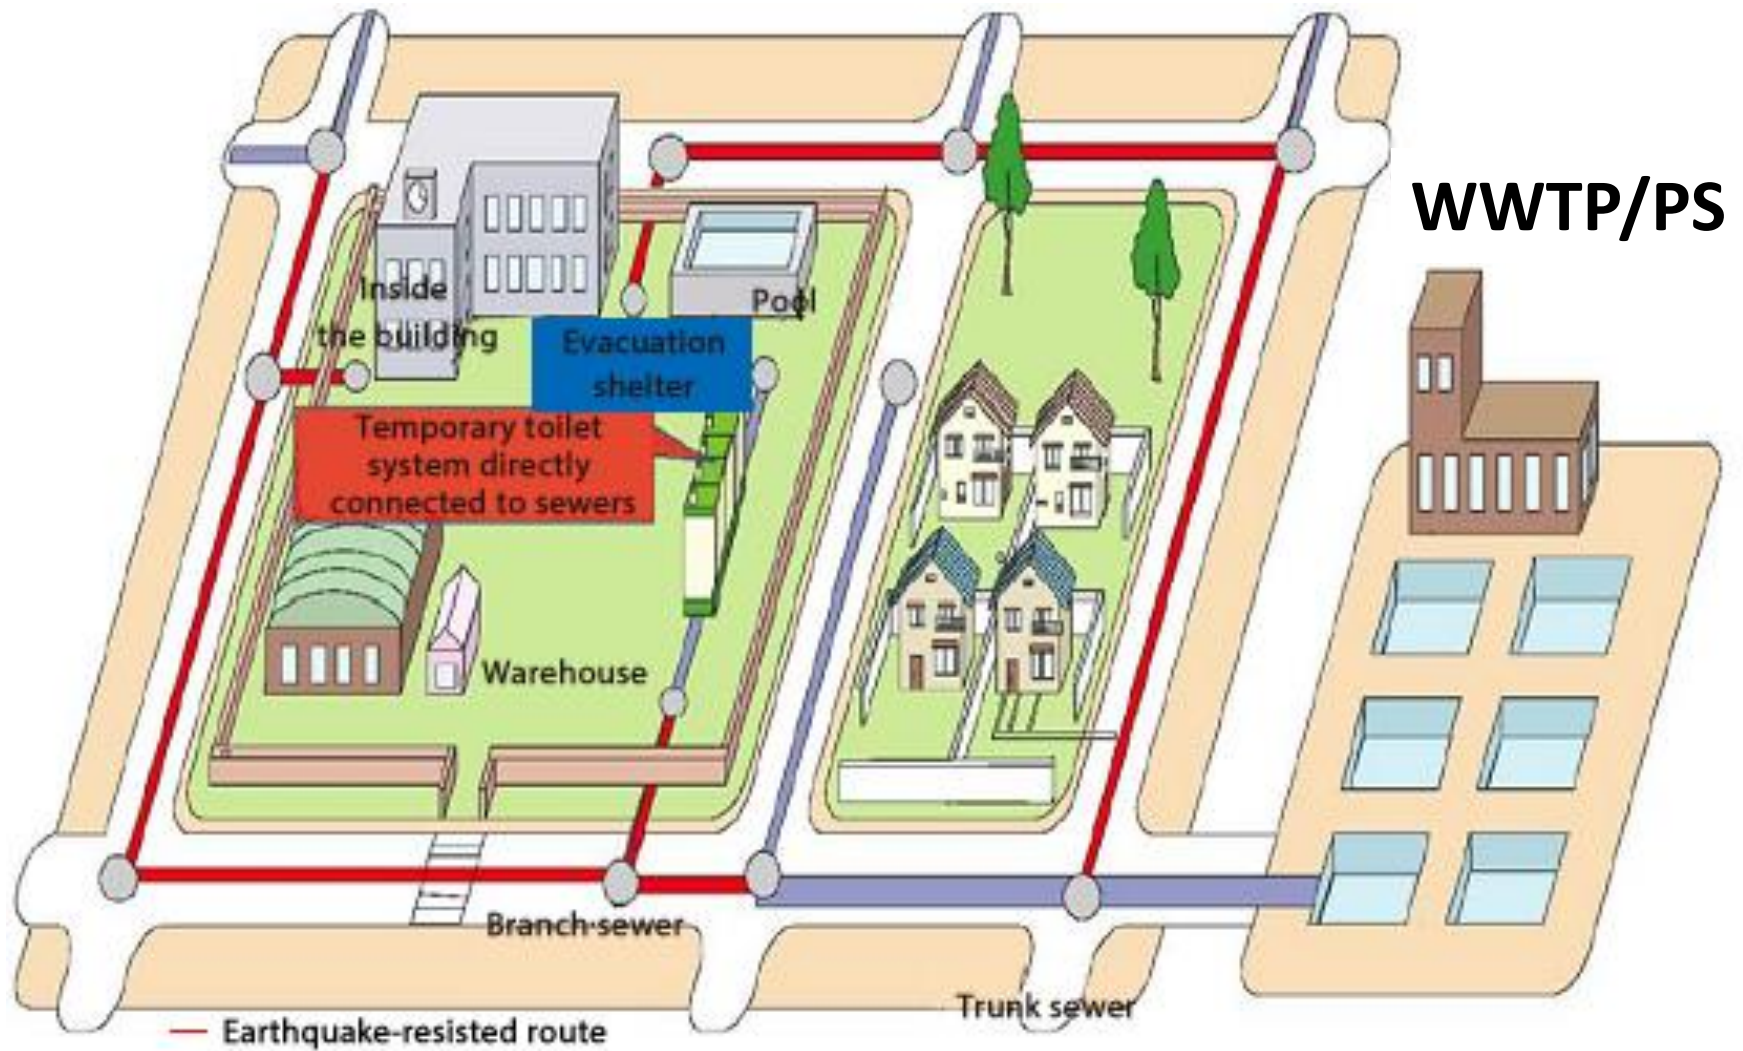 WWTP/PS
Inside
the building
Pool
Evacuation
shelter
Temporary toilet
system directly
connected to sewers
Warehouse
Branch sewer
Trunk sewer
Earthquake-resisted route